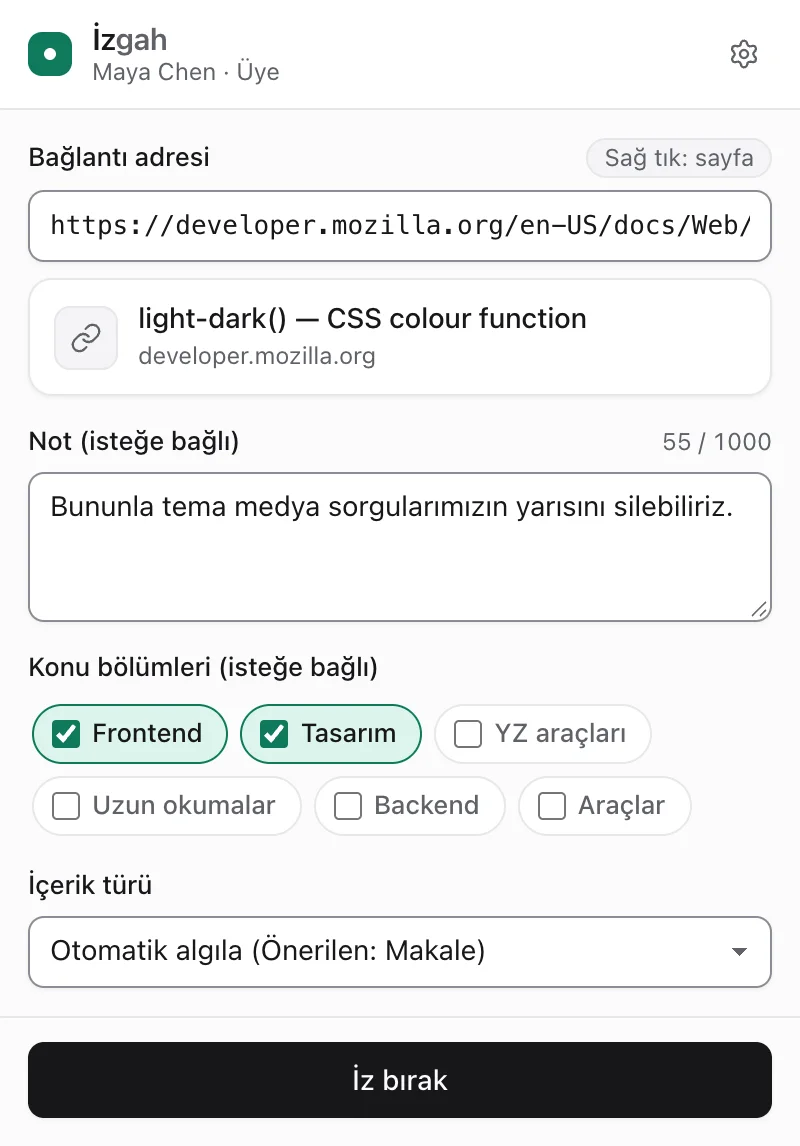 İzgah
Maya Chen · Üye
Bağlantı adresi
Sağ tık: sayfa
https://developer.mozilla.org/en-US/docs/Web/
light-dark() — CSS colour function
developer.mozilla.org
Not (isteğe bağlı)
55 / 1000
Bununla tema medya sorgularımızın yarısını silebiliriz.
Konu bölümleri (isteğe bağlı)
Frontend
Tasarım
YZ araçları
Uzun okumalar
Backend
Araçlar
İçerik türü
Otomatik algıla (Önerilen: Makale)
İz bırak